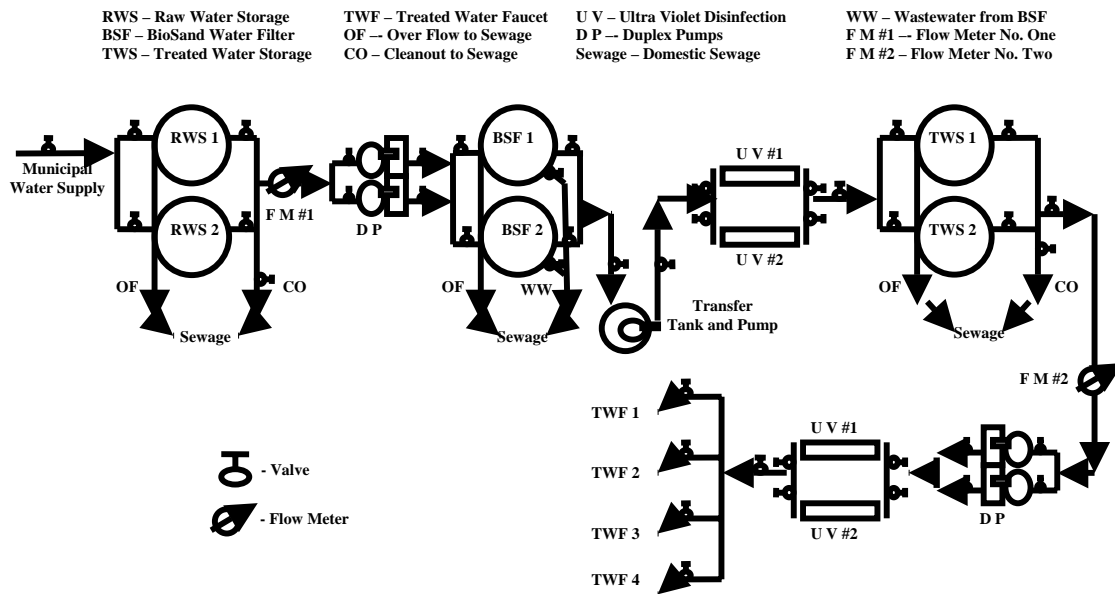 RWS – Raw Water Storage
BSF – BioSand Water Filter
TWS – Treated Water Storage
TWF – Treated Water Faucet
OF –- Over Flow to Sewage
CO – Cleanout to Sewage
U V – Ultra Violet Disinfection
D P –- Duplex Pumps
Sewage – Domestic Sewage
WW – Wastewater from BSF
F M #1 –- Flow Meter No. One
F M #2 – Flow Meter No. Two
Municipal
Water Supply
RWS 1
RWS 2
OF
CO
Sewage
F M #1
D P
BSF 1
BSF 2
OF
WW
Sewage
Transfer
Tank and Pump
U V #1
U V #2
TWS 1
TWS 2
OF
CO
Sewage
F M #2
D P
U V #1
U V #2
TWF 1
TWF 2
TWF 3
TWF 4
- Valve
- Flow Meter